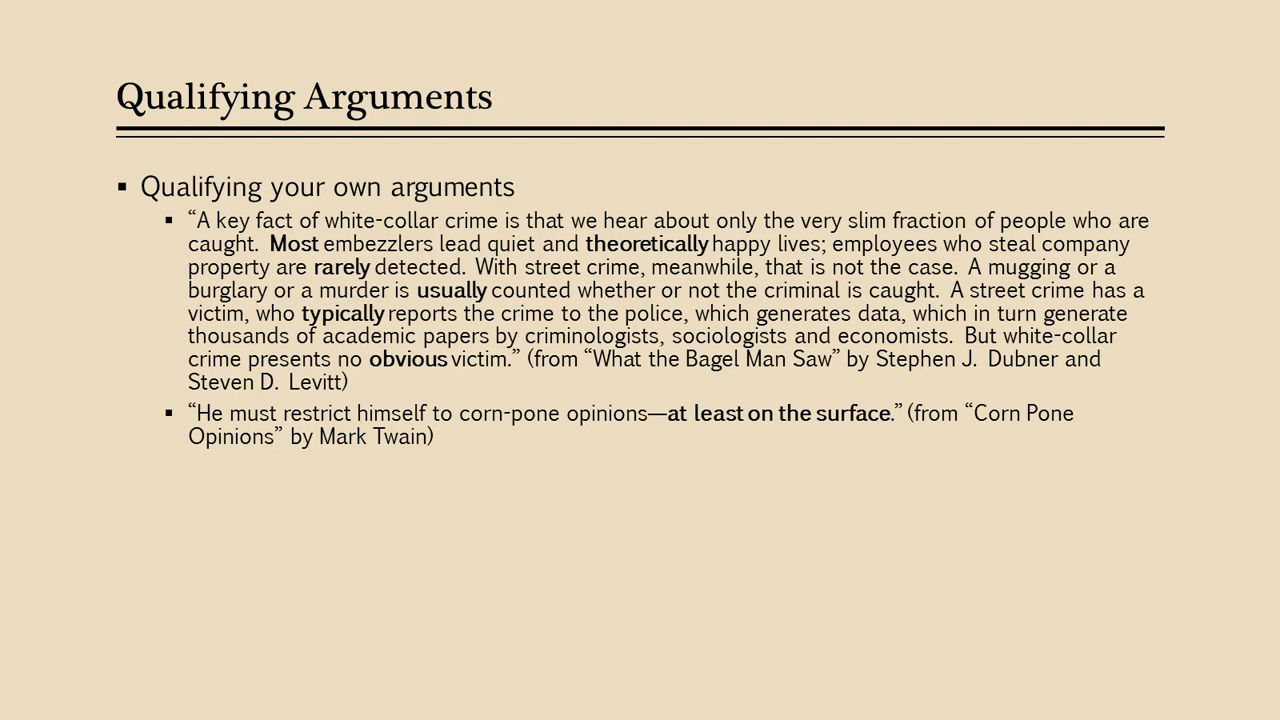 Qualifying Arguments
▪ Qualifying your own arguments
▪ “A key fact of white-collar crime is that we hear about only the very slim fraction of people who are
caught. Most embezzlers lead quiet and theoretically happy lives; employees who steal company
property are rarely detected. With street crime, meanwhile, that is not the case. A mugging or a
burglary or a murder is usually counted whether or not the criminal is caught. A street crime has a
victim, who typically reports the crime to the police, which generates data, which in turn generate
thousands of academic papers by criminologists, sociologists and economists. But white-collar
crime presents no obvious victim.” (from “What the Bagel Man Saw” by Stephen J. Dubner and
Steven D. Levitt)
▪ “He must restrict himself to corn-pone opinions—at least on the surface.” (from “Corn Pone
Opinions” by Mark Twain)